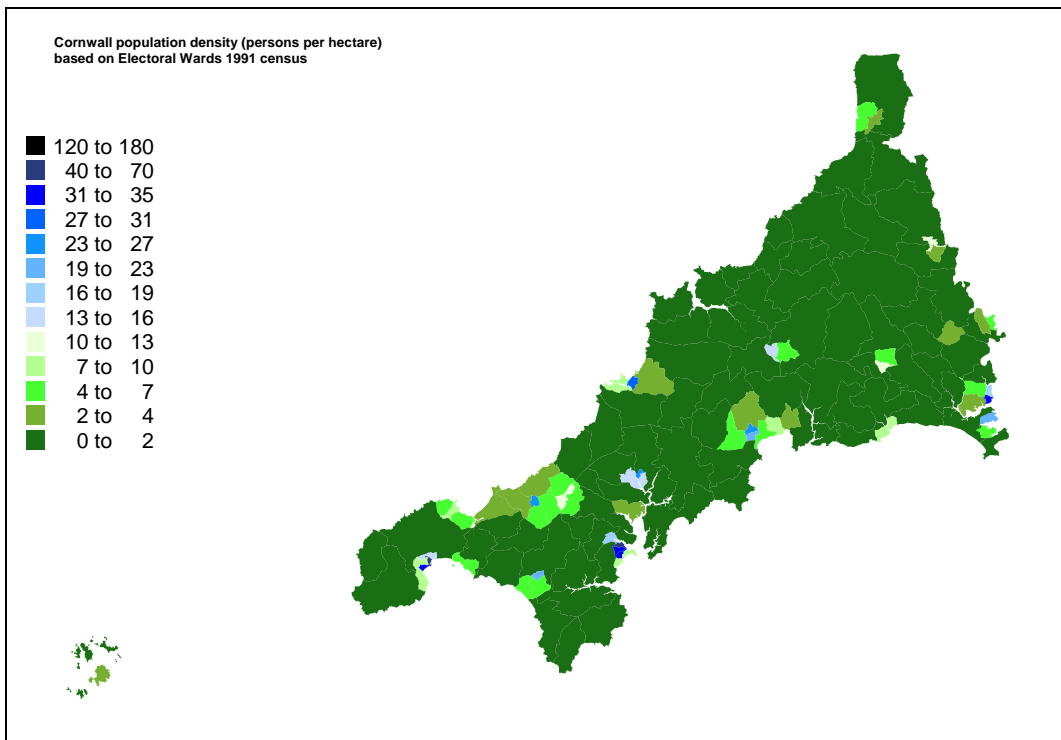 Cornwall population density (persons per hectare)
based on Electoral Wards 1991 census
120 to 180
40 to 70
31 to 35
27 to 31
23 to 27
19 to 23
16 to 19
13 to 16
10 to 13
7 to 10
4 to 7
2 to 4
0 to 2